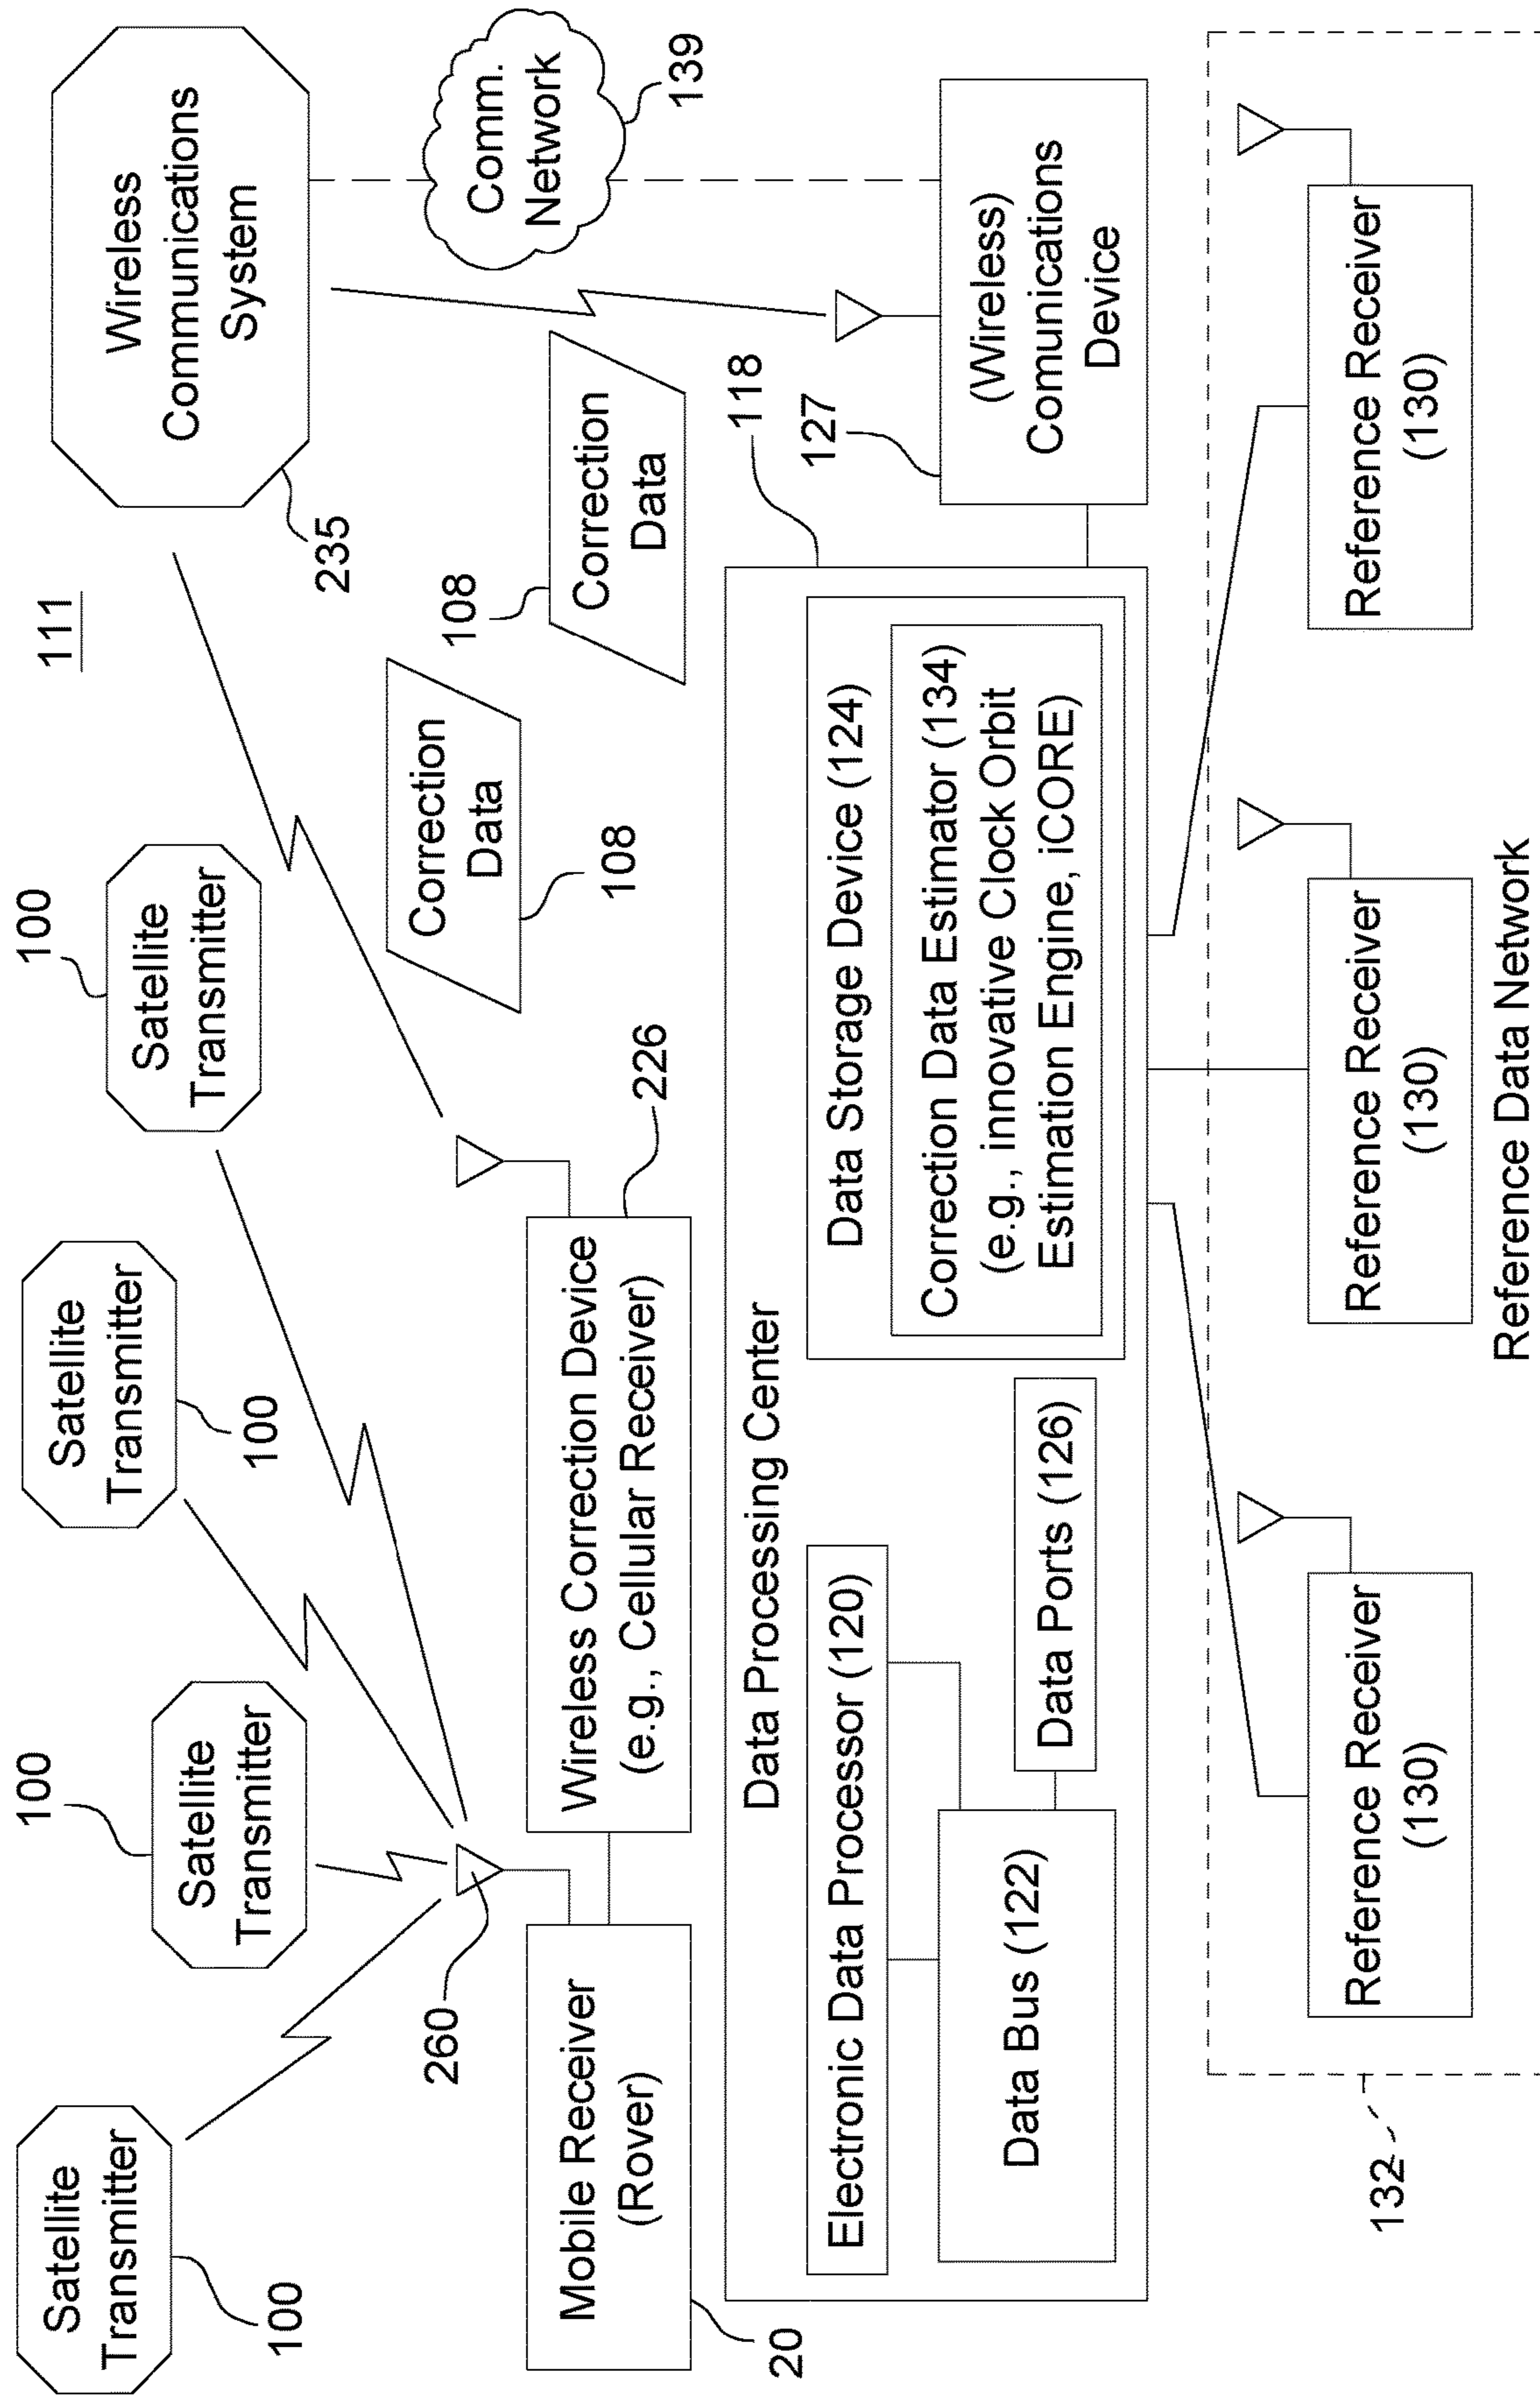 111
100
Satellite
Transmitter
100
Satellite
Transmitter
100
Satellite
Transmitter
100
Satellite
Transmitter
Wireless
Communications
System
235
Comm.
Network
139
260
Mobile Receiver
(Rover)
20
Wireless Correction Device
(e.g., Cellular Receiver)
226
Correction
Data
108
Correction
Data
108
118
127
(Wireless)
Comunications
Device
Data Processing Center
Electronic Data Processor (120)
Data Bus (122)
Data Ports (126)
Data Storage Device (124)
Correction Data Estimator (134)
(e.g., innovative Clock Orbit
Estimation Engine, iCORE)
132
Reference Receiver
(130)
Reference Receiver
(130)
Reference Receiver
(130)
Reference Data Network